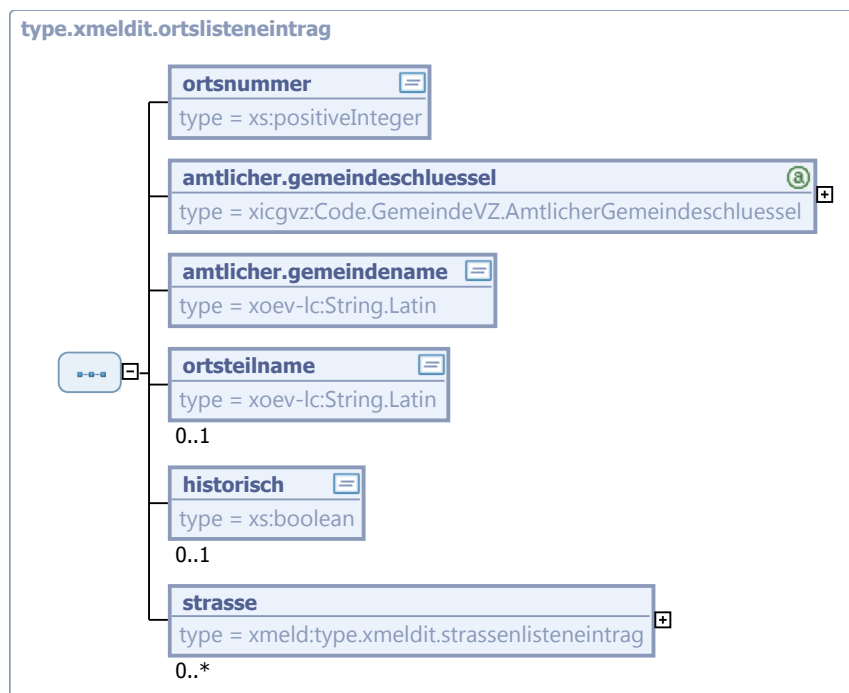 type.xmeldit.ortslisteneintrag
ortsnummer
type = xs:positiveInteger
amtlicher.gemeindeschluessel
type = xicgvz:Code.GemeindeVZ.AmtlicherGemeindeschluessel
amtlicher.gemeindename
type = xoev-lc:String.Latin
ortsteilname
type = xoev-lc:String.Latin
0..1
historisch
type = xs:boolean
0..1
strasse
type = xmeld:type.xmeldit.strassenlisteneintrag
0..*